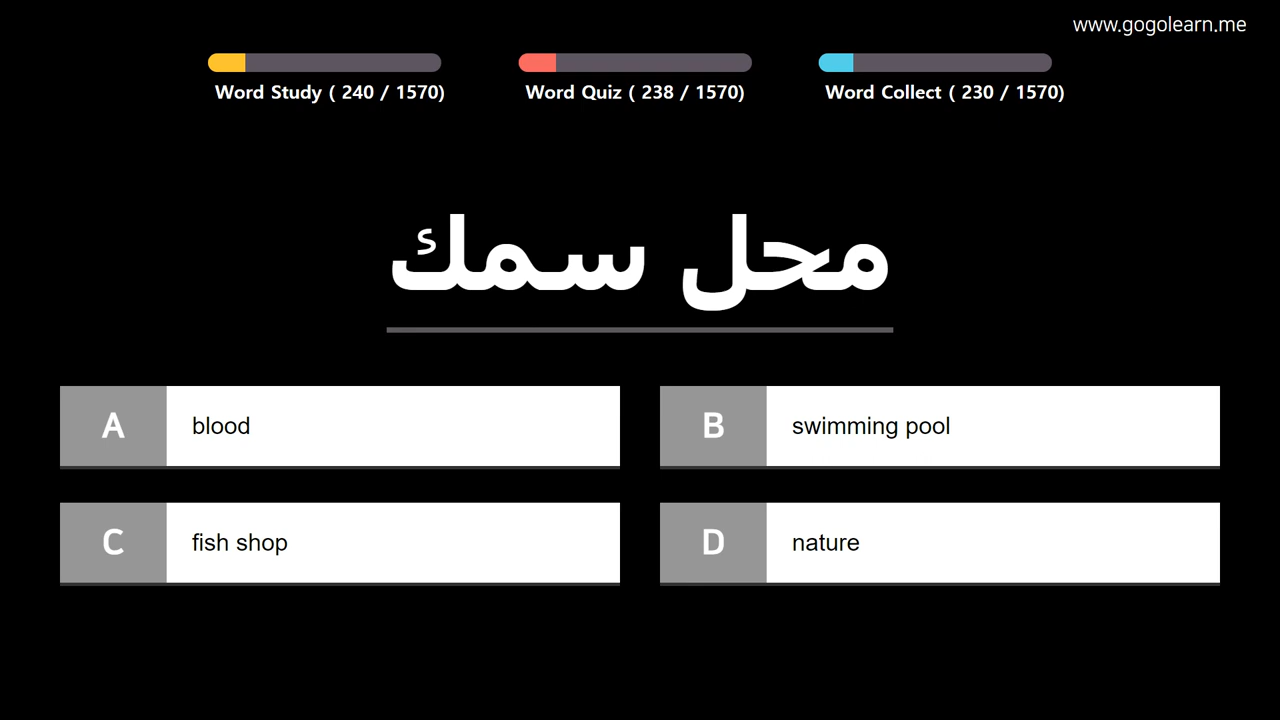 www.gogolearn.me
Word Study ( 240 / 1570)
Word Quiz ( 238 / 1570)
Word Collect ( 230 / 1570)
محل سمك
A blood
B swimming pool
C fish shop
D nature